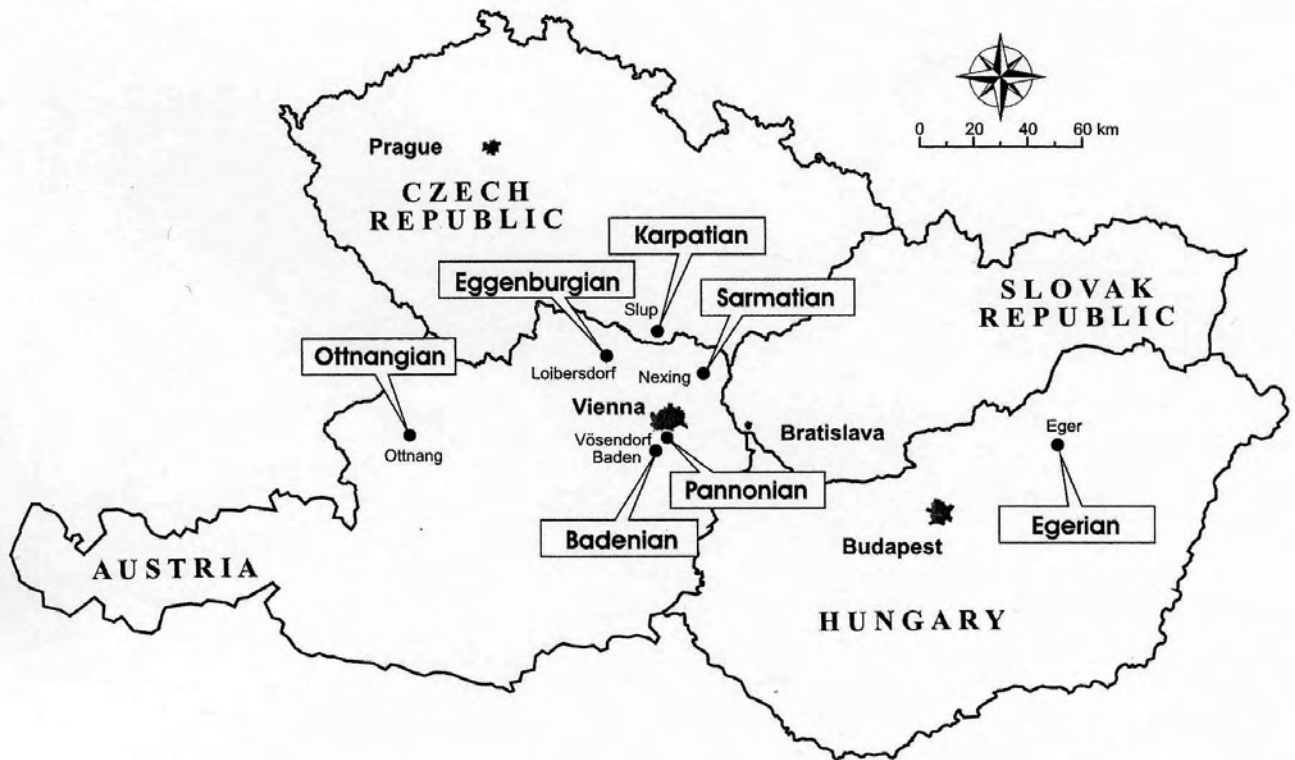 0 20 40 60 km
Prague
CZECH
REPUBLIC
Karpatian
Eggenburgian
Sarmatian
SLOVAK
REPUBLIC
Slup
Ottnangian
Loibersdorf
Nexing
Vienna
Bratislava
Ottnang
Vösendorf
Baden
Eger
Pannonian
Badenian
Egerian
Budapest
AUSTRIA
HUNGARY